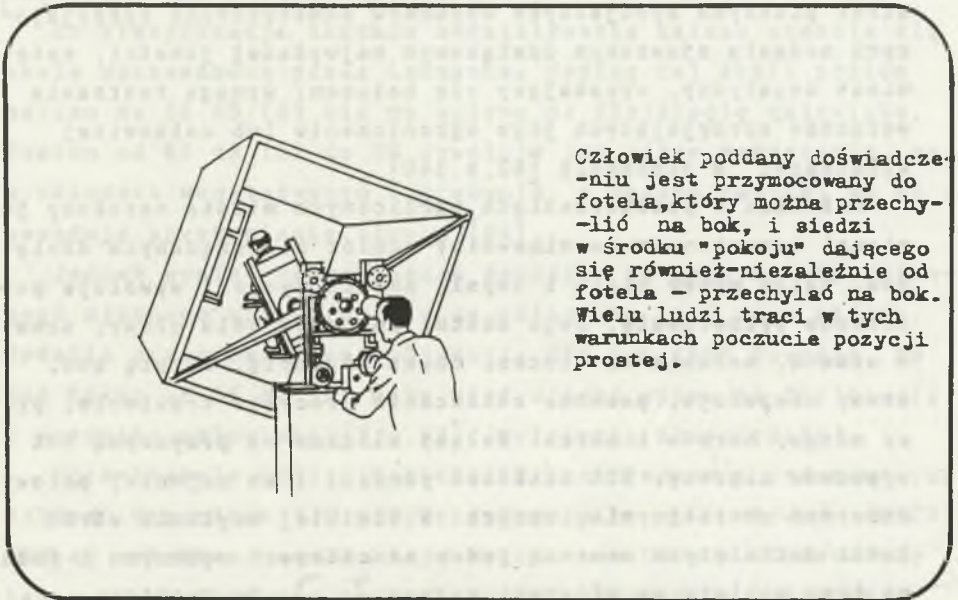 Człowiek poddany doświadcze-
-niu jest przymocowany do
fotela,który można przechy-
-lić na bok, i siedzi
w środku "pokoju" dającego
się również-niezależnie od
fotela - przechylać na bok.
Wielu ludzi traci w tych
warunkach poczucie pozycji
prostej.